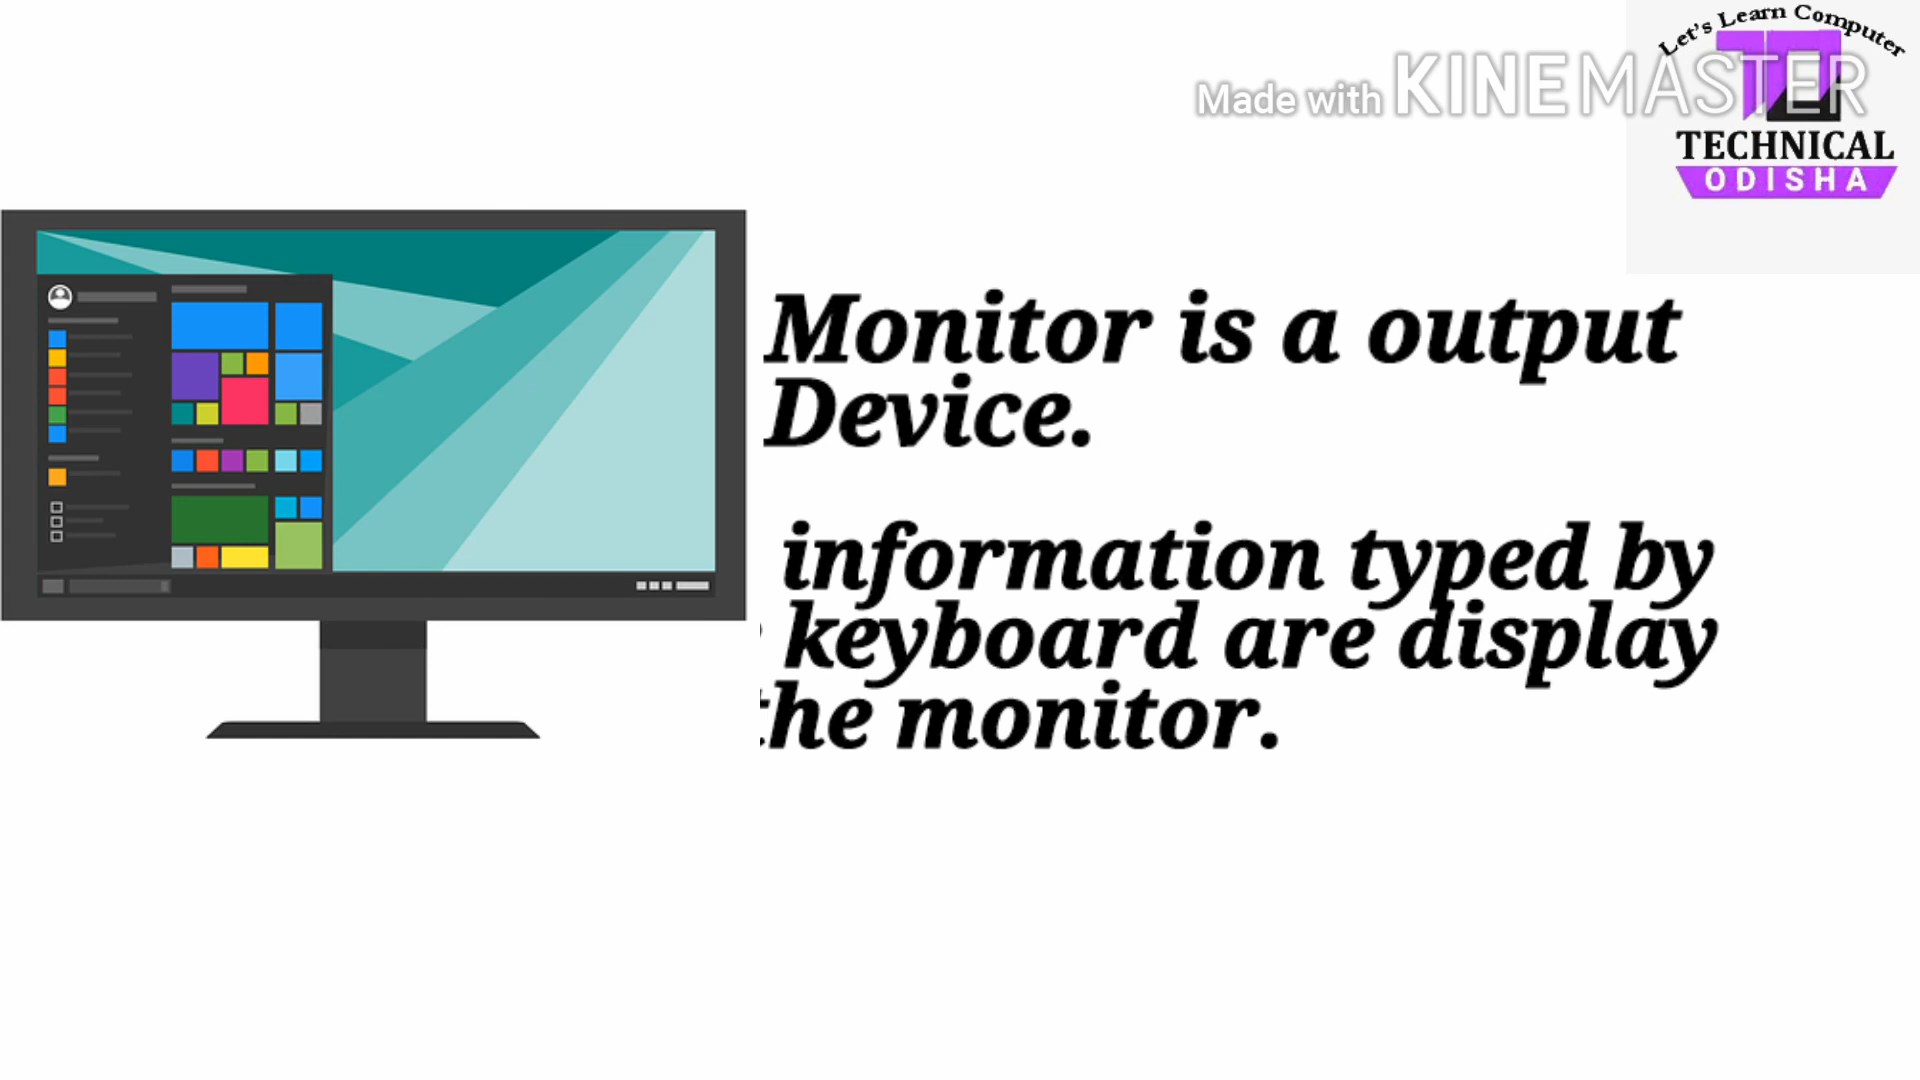 Let's Learn Computer
Made with KINEMASTER
TECHNICAL
ODISHA
Monitor is a output
Device.
information typed by
keyboard are display
the monitor.